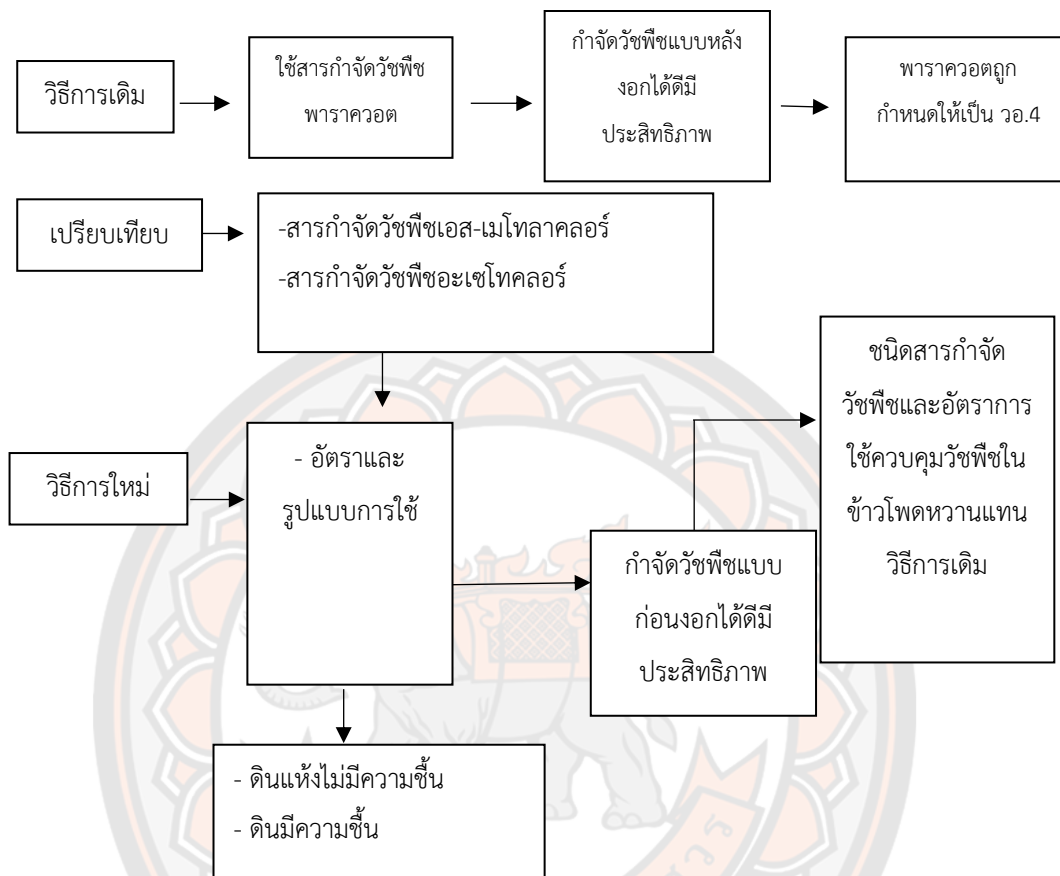 วิธีการเดิม
ใช้สารกำจัดวัชพืช
พาราควอต
กำจัดวัชพืชแบบหลัง
งอกได้ดีมี
ประสิทธิภาพ
พาราควอตถูก
กำหนดให้เป็น วอ.4
เปรียบเทียบ
-สารกำจัดวัชพืชเอส-เมโทลาคลอร์
-สารกำจัดวัชพืชอะเซโทคลอร์
วิธีการใหม่
- อัตราและ
รูปแบบการใช้
กำจัดวัชพืชแบบ
ก่อนงอกได้ดีมี
ประสิทธิภาพ
ชนิดสารกำจัด
วัชพืชและอัตราการ
ใช้ควบคุมวัชพืชใน
ข้าวโพดหวานแทน
วิธีการเดิม
- ดินแห้งไม่มีความชื้น
- ดินมีความชื้น